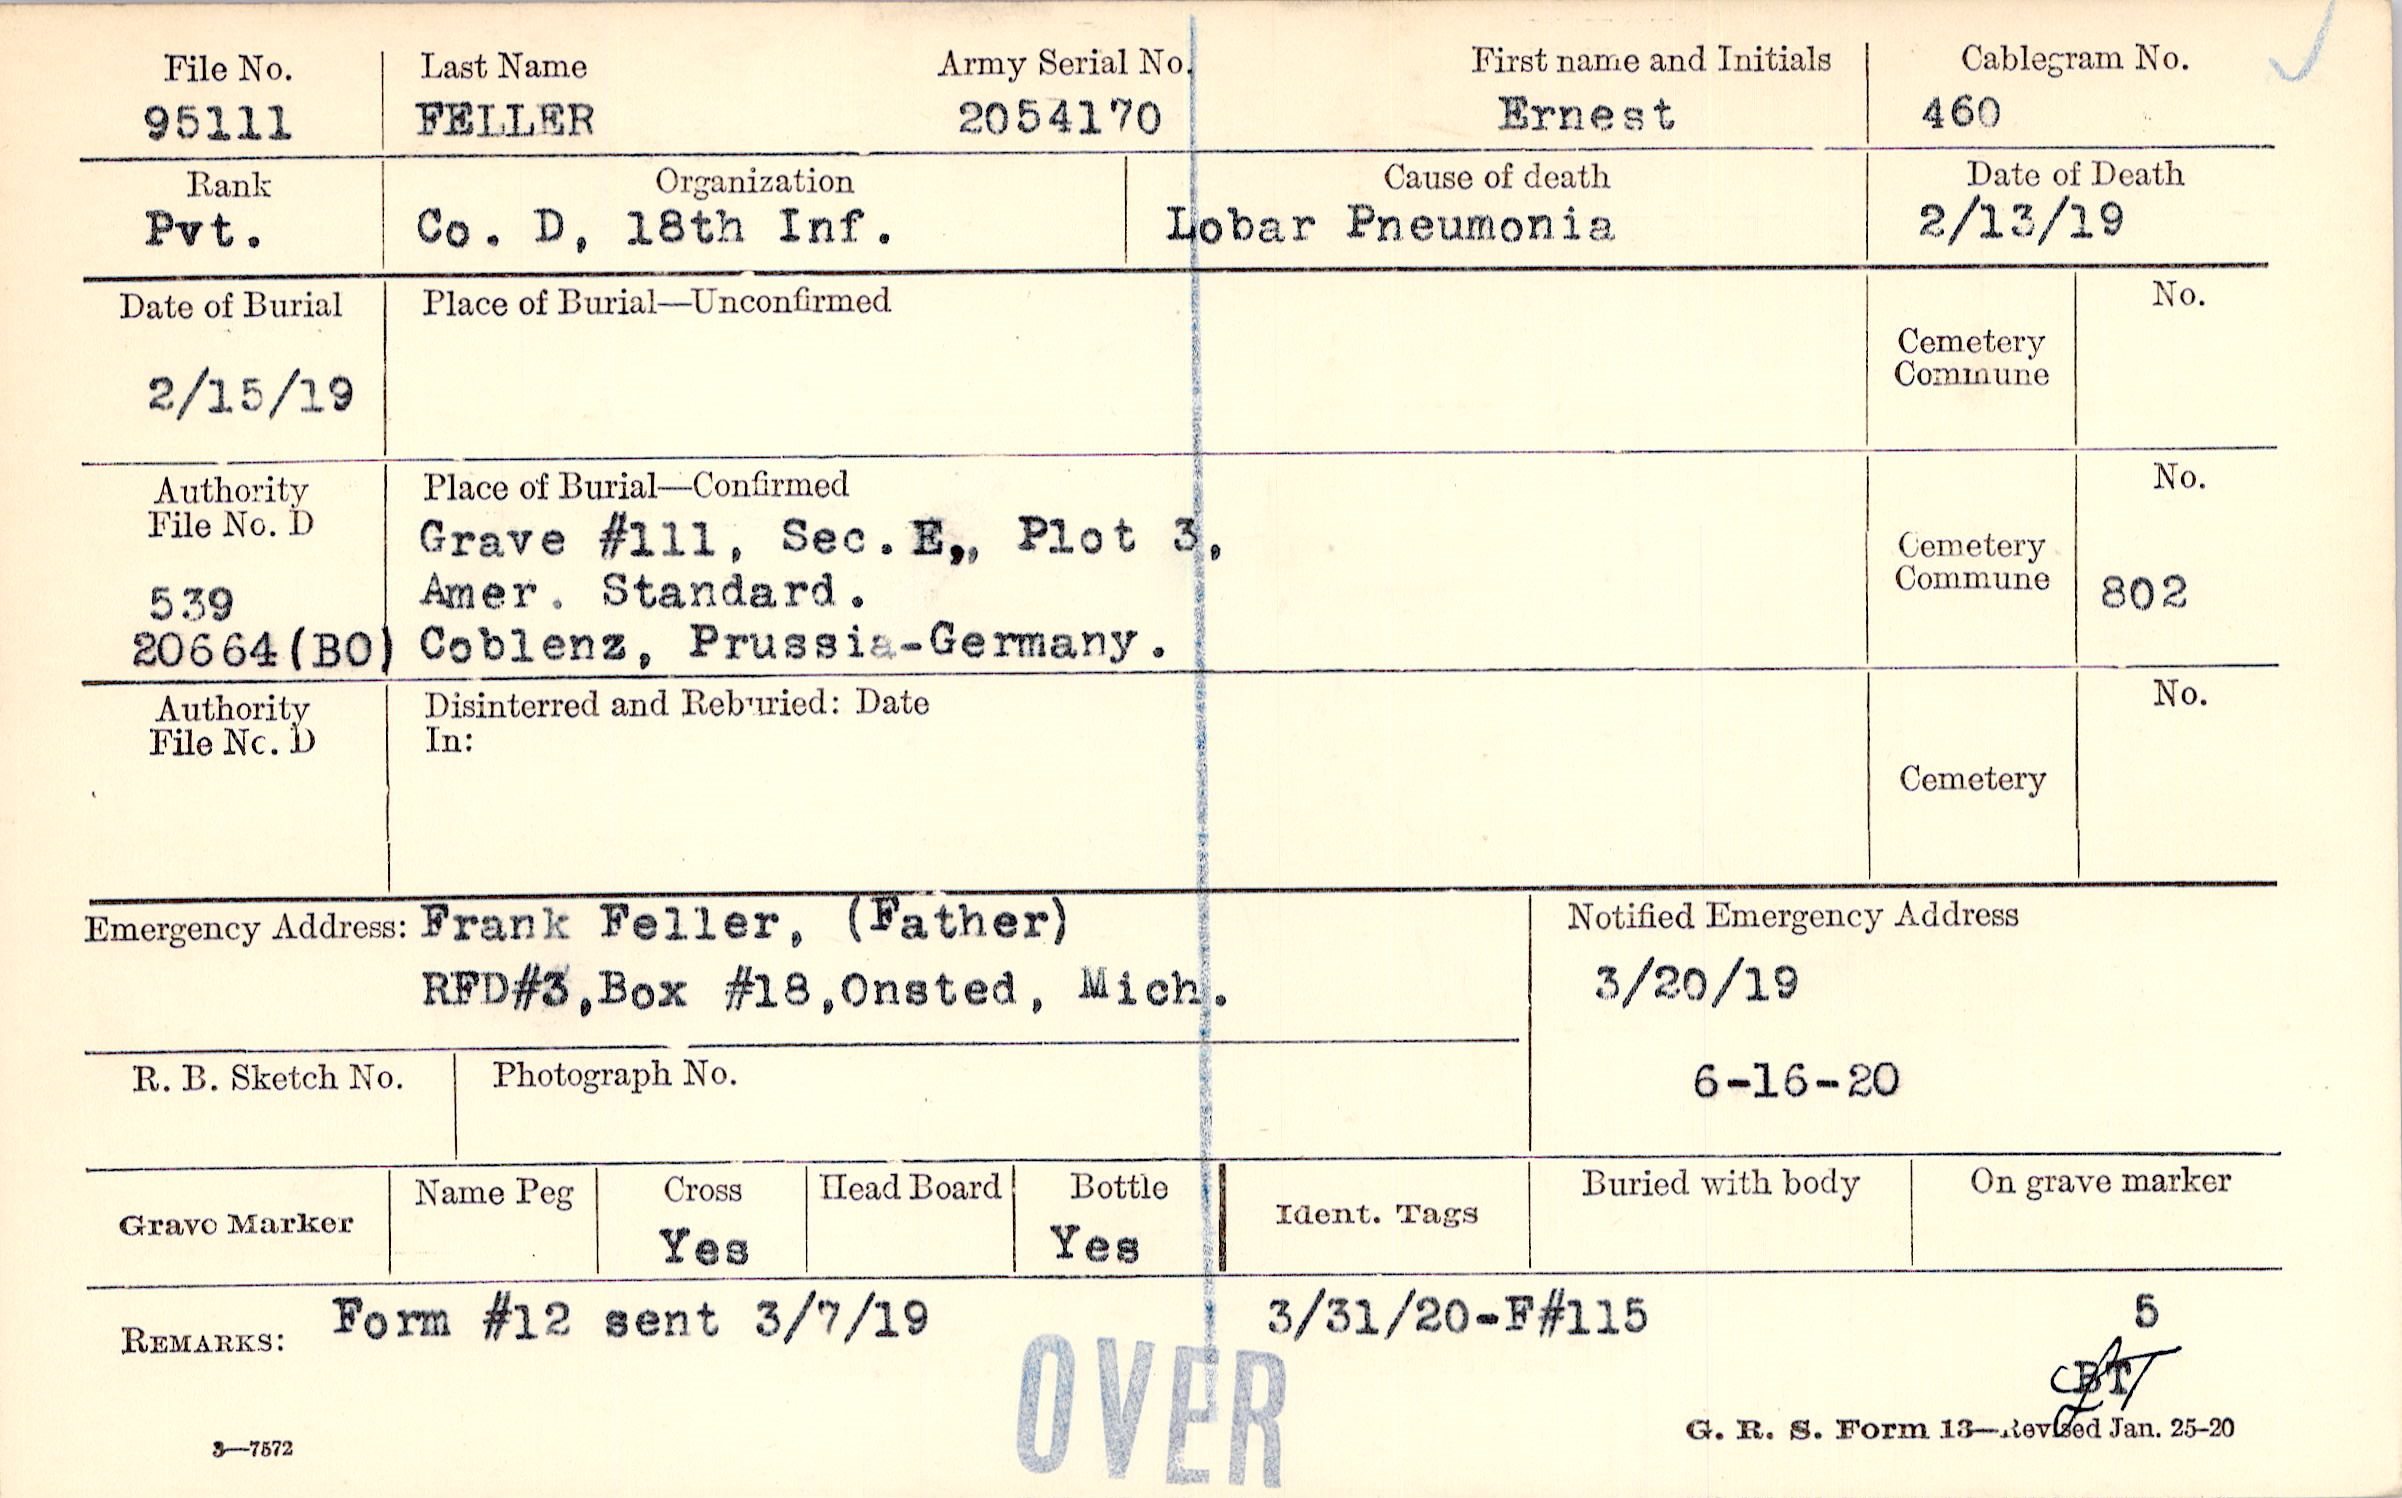 File No. Last Name Army Serial No. First name and Initials Cablegram No.
95111 FELLER 2054170 Ernest 460
Rank Organization Cause of death Date of Death
Pvt. Co. D, 18th Inf. Lobar Pneumonia 2/13/19
Date of Burial Place of Burial—Unconfirmed No.
Cemetery
Commune
2/15/19
Authority Place of Burial—Confirmed No.
File No. D
Grave #111, Sec. E,, Plot 3,
Cemetery
Commune
539 Amer. Standard. 802
20664(BO) Coblenz, Prussia-Germany.
Authority Disinterred and Reburied: Date No.
File No. D In:
Cemetery
Emergency Address: Frank Feller, (Father) Notified Emergency Address
RFD#3,Box #18,Onsted, Mich. 3/20/19
R. B. Sketch No. Photograph No. 6-16-20
Name Peg Cross Head Board Bottle Buried with body On grave marker
Grave Marker Ident. Tags
Yes Yes
REMARKS: Form #12 sent 3/7/19 3/31/20-F#115 5
OVER
BT
3—7572 G. R. S. Form 13—Revised Jan. 25-20